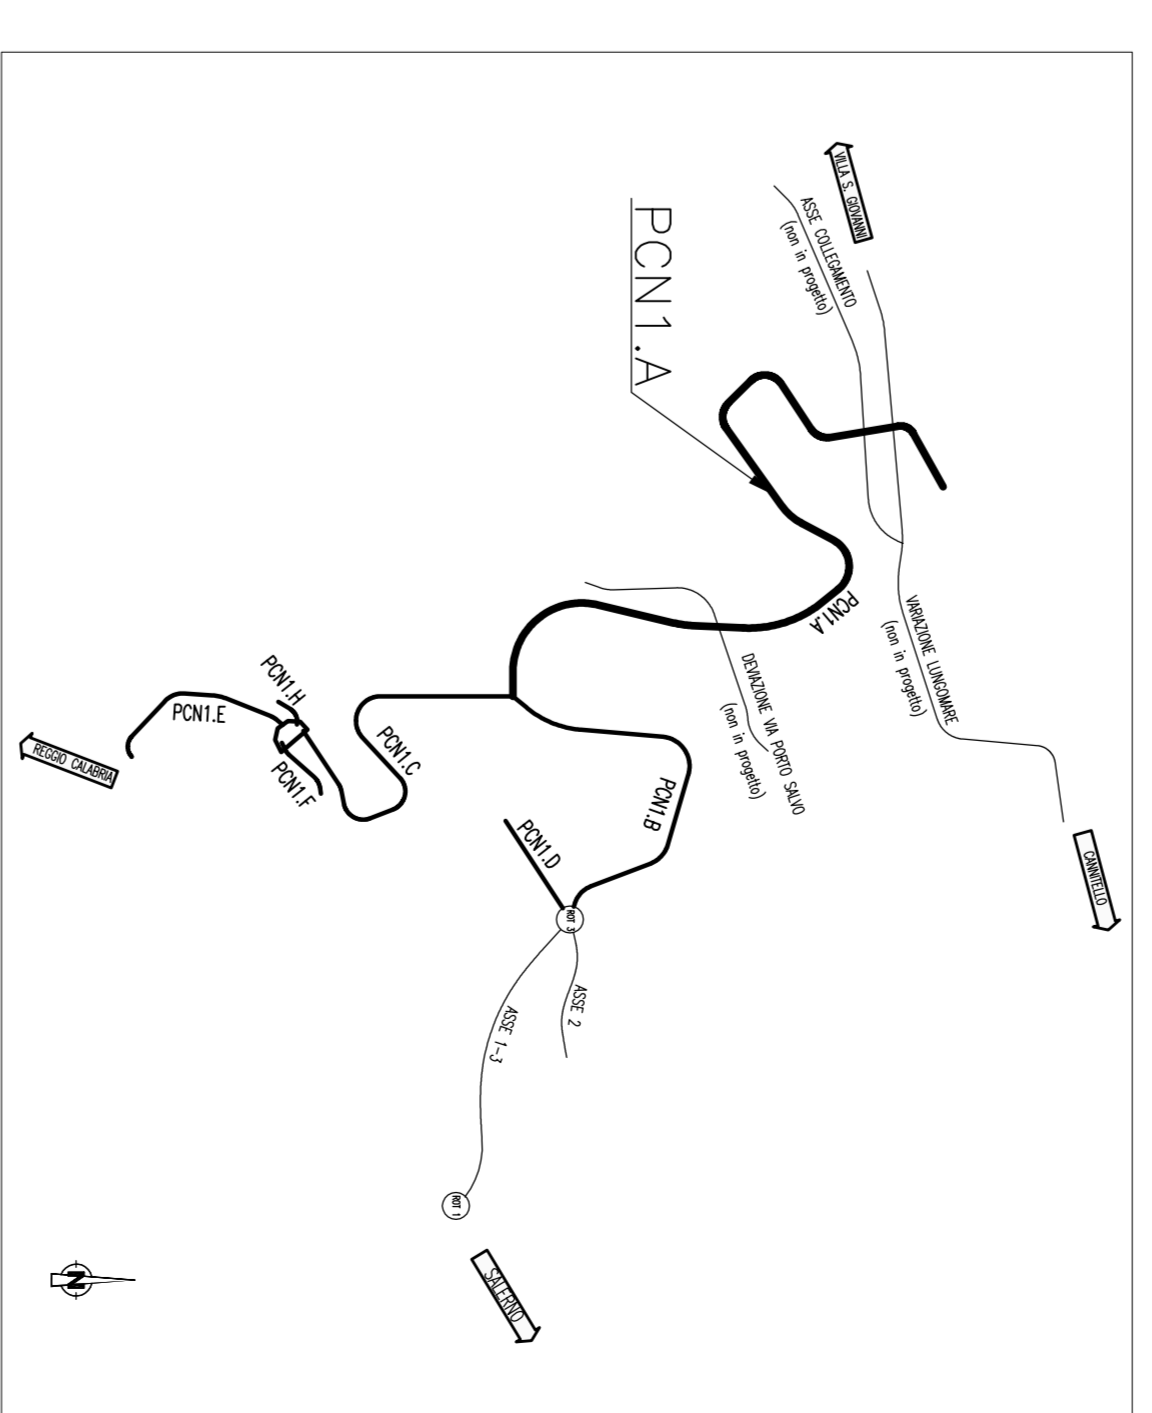 VILLA S. GIOVANNI
ASSE COLLEGAMENTO
(non in progetto)
PCN1.A
PCN1.A
VARIAZIONE LUNGOMARE
(non in progetto)
DEVIAZIONE VIA PORTO SALVO
(non in progetto)
CANNITELLO
PCN1.H
PCN1.E
REGGIO CALABRIA
PCN1.F
PCN1.C
PCN1.B
PCN1.D
ROT 3
ASSE 2
ASSE 1-3
ROT 1
SALERNO
N